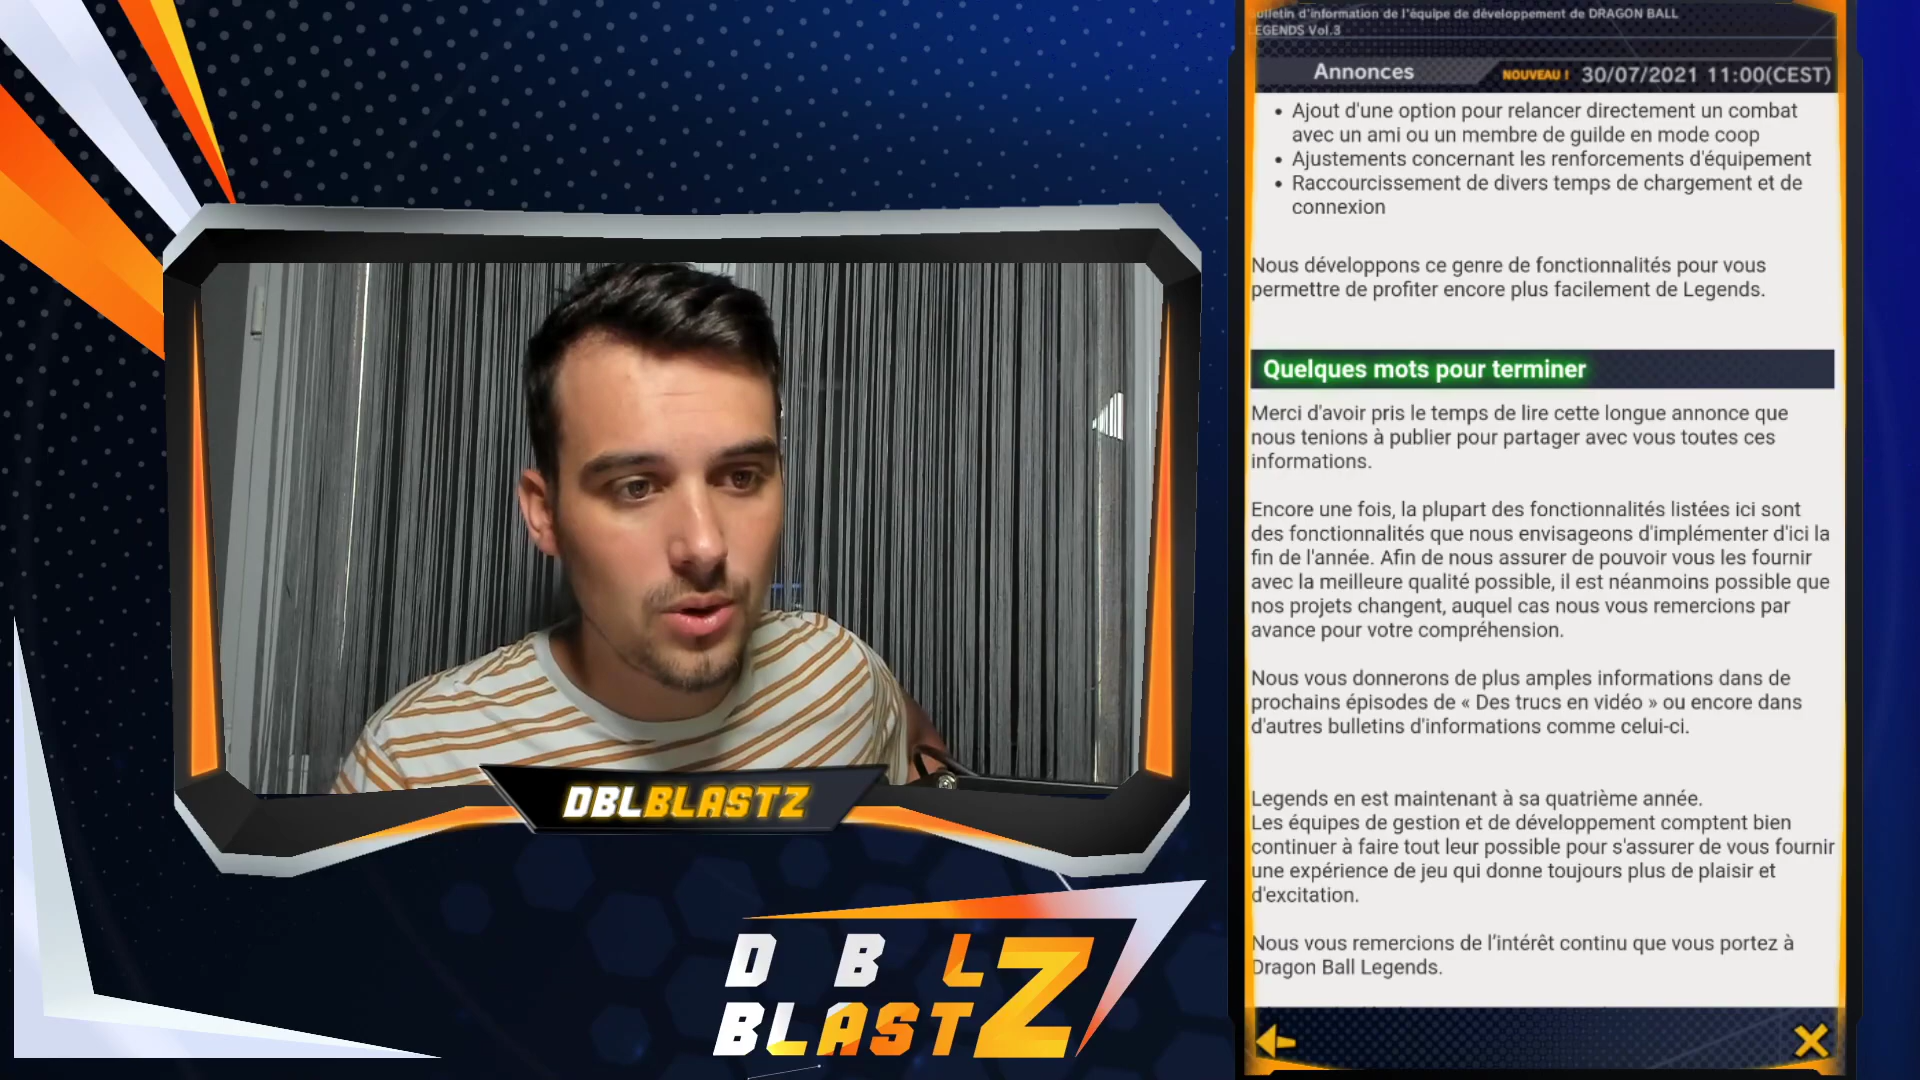 Bulletin d'information de l'équipe de développement de DRAGON BALL
LEGENDS Vol.3
Annonces
NOUVEAU ! 30/07/2021 11:00(CEST)
• Ajout d'une option pour relancer directement un combat
avec un ami ou un membre de guilde en mode coop
• Ajustements concernant les renforcements d'équipement
• Raccourcissement de divers temps de chargement et de
connexion
Nous développons ce genre de fonctionnalités pour vous
permettre de profiter encore plus facilement de Legends.
Quelques mots pour terminer
Merci d'avoir pris le temps de lire cette longue annonce que
nous tenions à publier pour partager avec vous toutes ces
informations.
Encore une fois, la plupart des fonctionnalités listées ici sont
des fonctionnalités que nous envisageons d'implémenter d'ici la
fin de l'année. Afin de nous assurer de pouvoir vous les fournir
avec la meilleure qualité possible, il est néanmoins possible que
nos projets changent, auquel cas nous vous remercions par
avance pour votre compréhension.
Nous vous donnerons de plus amples informations dans de
prochains épisodes de « Des trucs en vidéo » ou encore dans
d'autres bulletins d'informations comme celui-ci.
Legends en est maintenant à sa quatrième année.
Les équipes de gestion et de développement comptent bien
continuer à faire tout leur possible pour s'assurer de vous fournir
une expérience de jeu qui donne toujours plus de plaisir et
d'excitation.
Nous vous remercions de l'intérêt continu que vous portez à
Dragon Ball Legends.
DBLBLASTZ
D B L
BLASTZ